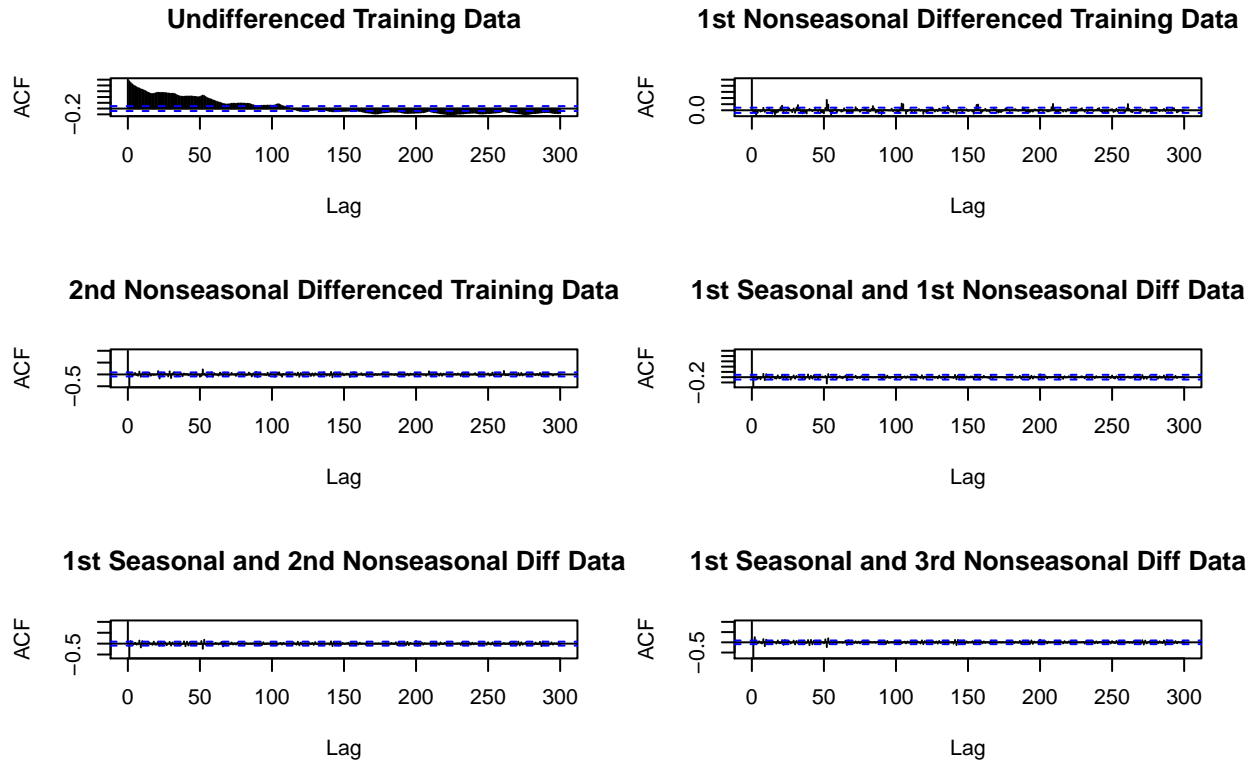 Undifferenced Training Data
ACF
−0.2
0 50 100 150 200 250 300
Lag
1st Nonseasonal Differenced Training Data
ACF
0.0
0 50 100 150 200 250 300
Lag
2nd Nonseasonal Differenced Training Data
ACF
−0.5
0 50 100 150 200 250 300
Lag
1st Seasonal and 1st Nonseasonal Diff Data
ACF
−0.2
0 50 100 150 200 250 300
Lag
1st Seasonal and 2nd Nonseasonal Diff Data
ACF
−0.5
0 50 100 150 200 250 300
Lag
1st Seasonal and 3rd Nonseasonal Diff Data
ACF
−0.5
0 50 100 150 200 250 300
Lag